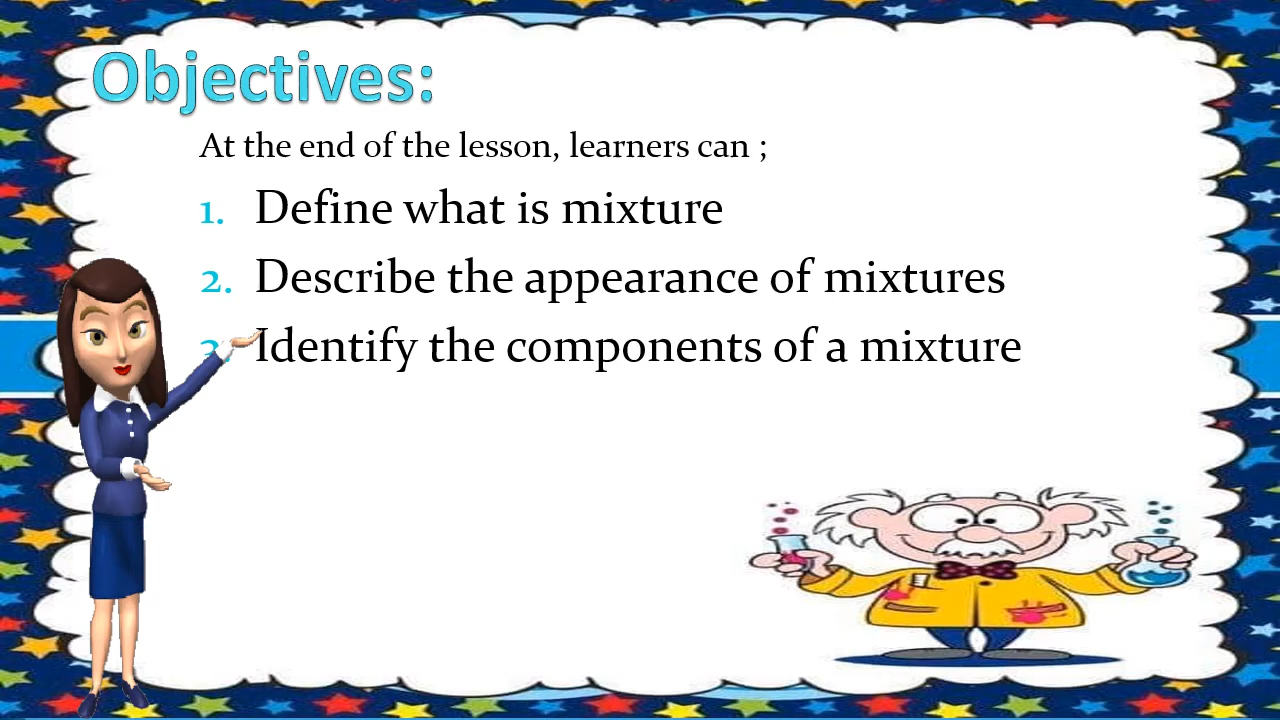 Objectives:
At the end of the lesson, learners can ;
1. Define what is mixture
2. Describe the appearance of mixtures
3. Identify the components of a mixture